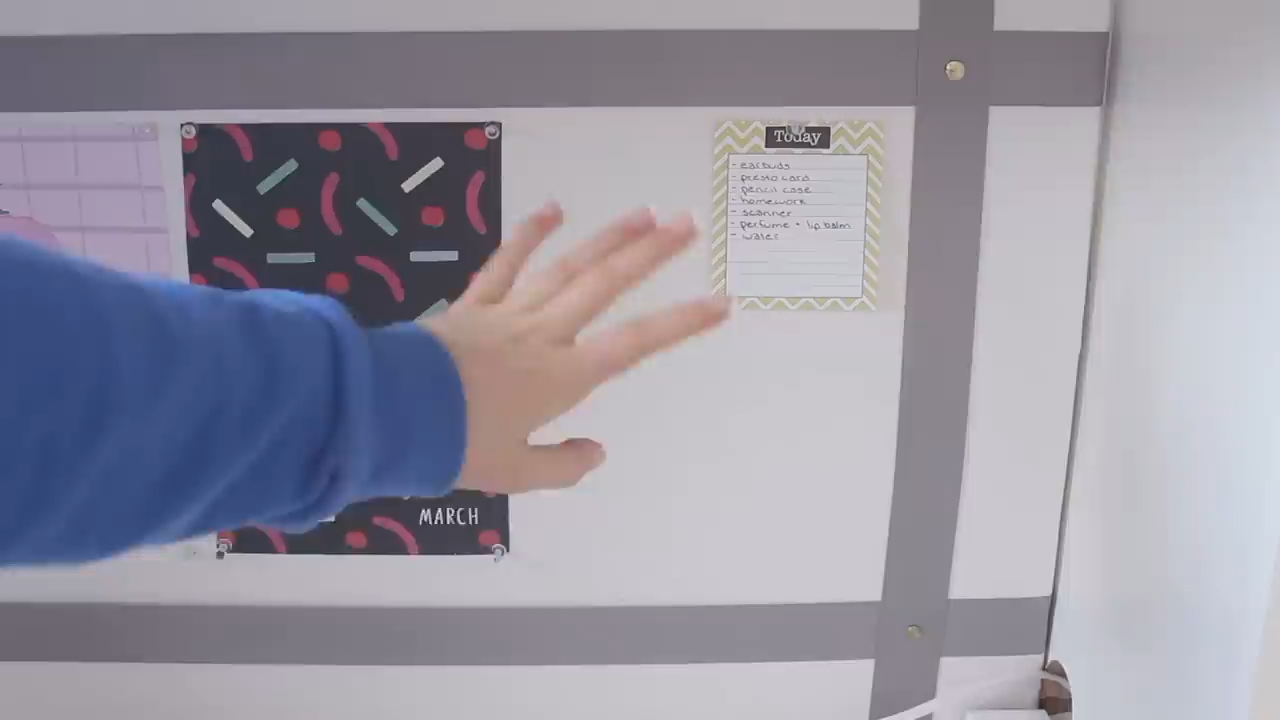 Today
- earbuds
- presto card
- pencil case
- homework
- scanner
- perfume + lip balm
- water
MARCH